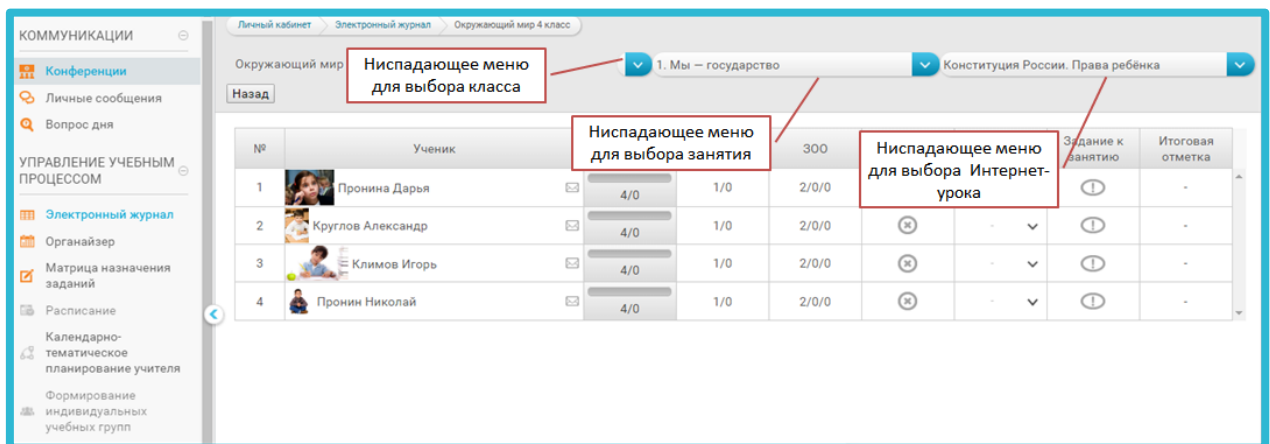 КОММУНИКАЦИИ
Конференции
Личные сообщения
Вопрос дня
УПРАВЛЕНИЕ УЧЕБНЫМ
ПРОЦЕССОМ
Электронный журнал
Органайзер
Матрица назначения
заданий
Расписание
Календарно-
тематическое
планирование учителя
Формирование
индивидуальных
учебных групп
Личный кабинет Электронный журнал Окружающий мир 4 класс
Окружающий мир
1. Мы — государство
Конституция России. Права ребёнка
Назад
Ниспадающее меню
для выбора класса
Ниспадающее меню
для выбора занятия
Ниспадающее меню
для выбора Интернет-
урока
№ Ученик ЗОО Задание к
занятию
Итоговая
отметка
1 Пронина Дарья 4/0 1/0 2/0/0 -
2 Круглов Александр 4/0 1/0 2/0/0 - -
3 Климов Игорь 4/0 1/0 2/0/0 - -
4 Пронин Николай 4/0 1/0 2/0/0 - -